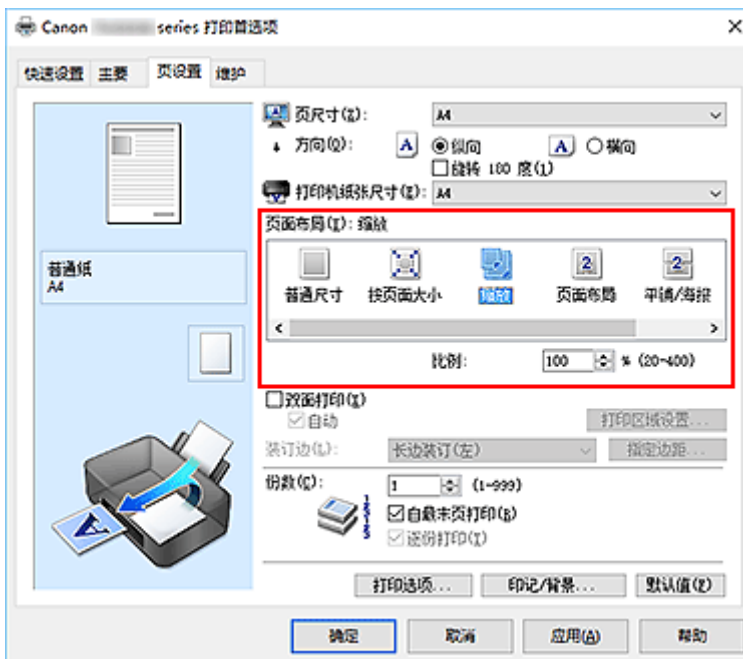 Canon series 打印首选项
快速设置 主要 页设置 维护
页尺寸(Z): A4
方向(O): A 纵向 A 横向
旋转 180 度(1)
打印机纸张尺寸(E): A4
页面布局(I): 缩放
普通尺寸 按页面大小 缩放 页面布局 平铺/海报
比例: 100 % (20-400)
普通纸
A4
双面打印(X)
自动 打印区域设置...
装订边(L): 长边装订(左) 指定边距...
份数(C): 1 (1-999)
自最末页打印(B)
逐份打印(T)
打印选项... 印记/背景... 默认值(F)
确定 取消 应用(A) 帮助